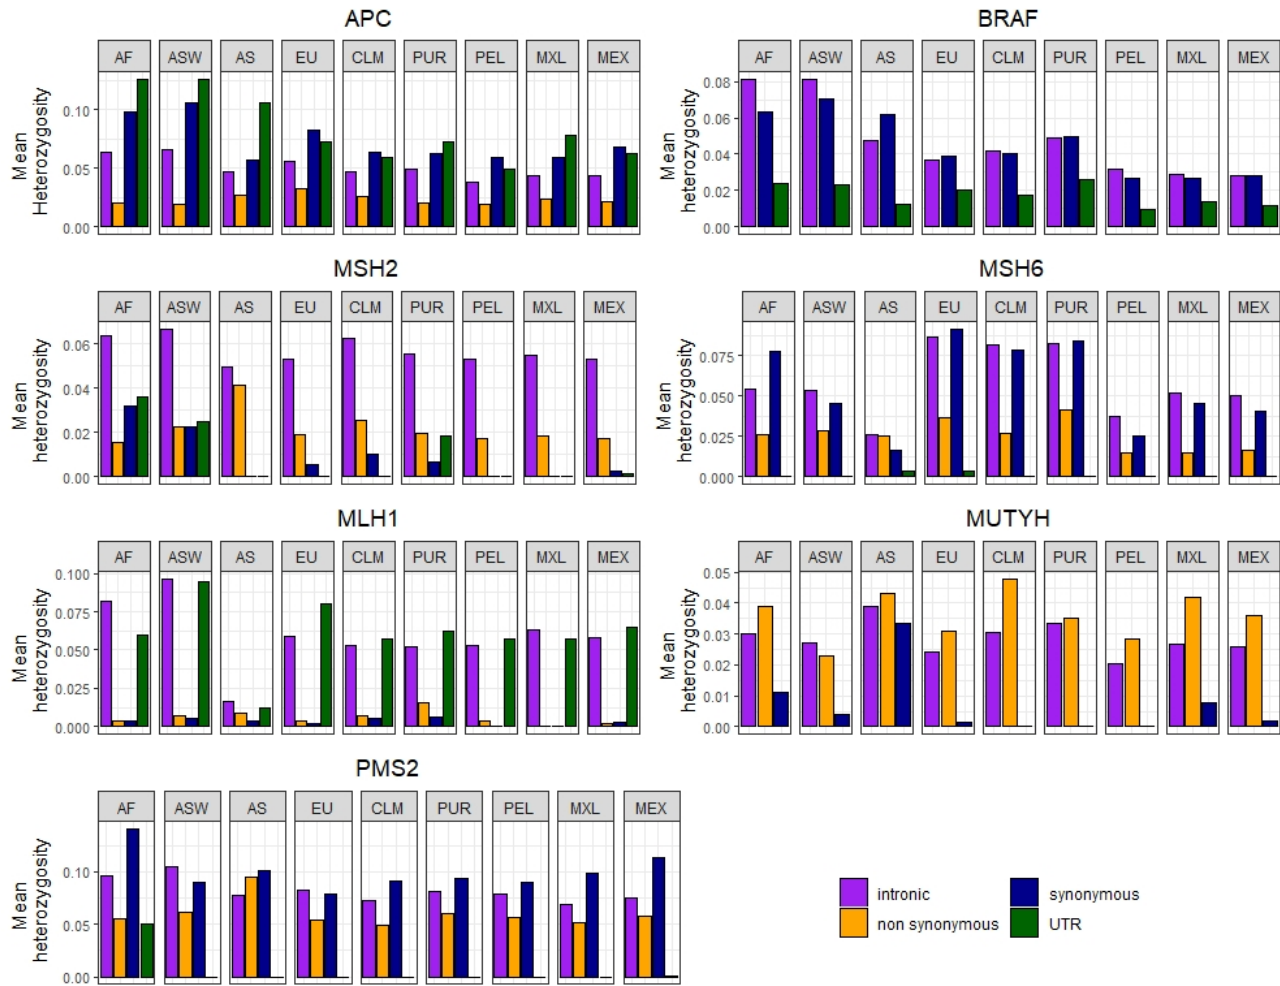 APC
AF ASW AS EU CLM PUR PEL MXL MEX
Mean
Heterozygosity
0.10
0.05
0.00
BRAF
AF ASW AS EU CLM PUR PEL MXL MEX
Mean
heterozygosity
0.08
0.06
0.04
0.02
0.00
MSH2
AF ASW AS EU CLM PUR PEL MXL MEX
Mean
heterozygosity
0.06
0.04
0.02
0.00
MSH6
AF ASW AS EU CLM PUR PEL MXL MEX
Mean
heterozygosity
0.075
0.050
0.025
0.000
MLH1
AF ASW AS EU CLM PUR PEL MXL MEX
Mean
heterozygosity
0.100
0.075
0.050
0.025
0.000
MUTYH
AF ASW AS EU CLM PUR PEL MXL MEX
Mean
heterozygosity
0.05
0.04
0.03
0.02
0.01
0.00
PMS2
AF ASW AS EU CLM PUR PEL MXL MEX
Mean
heterozygosity
0.10
0.05
0.00
intronic synonymous
non synonymous UTR